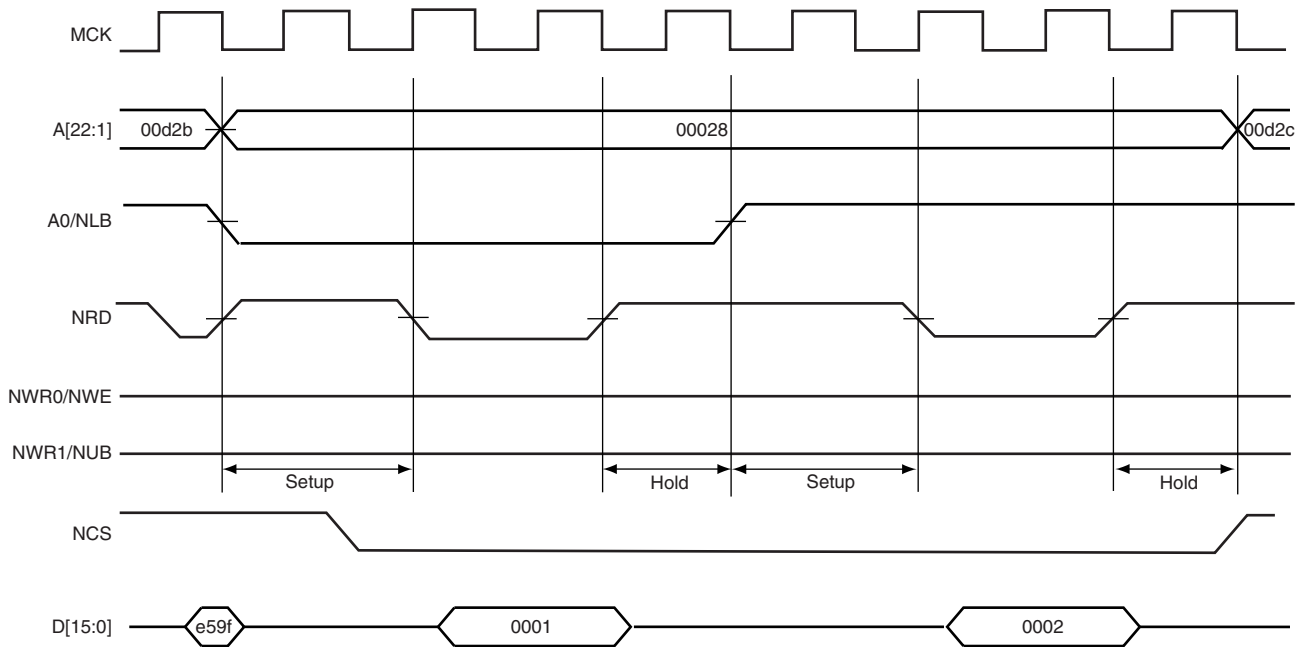 MCK
A[22:1] 00d2b 00028 00d2c
A0/NLB
NRD
NWR0/NWE
NWR1/NUB
Setup Hold Setup Hold
NCS
D[15:0] e59f 0001 0002